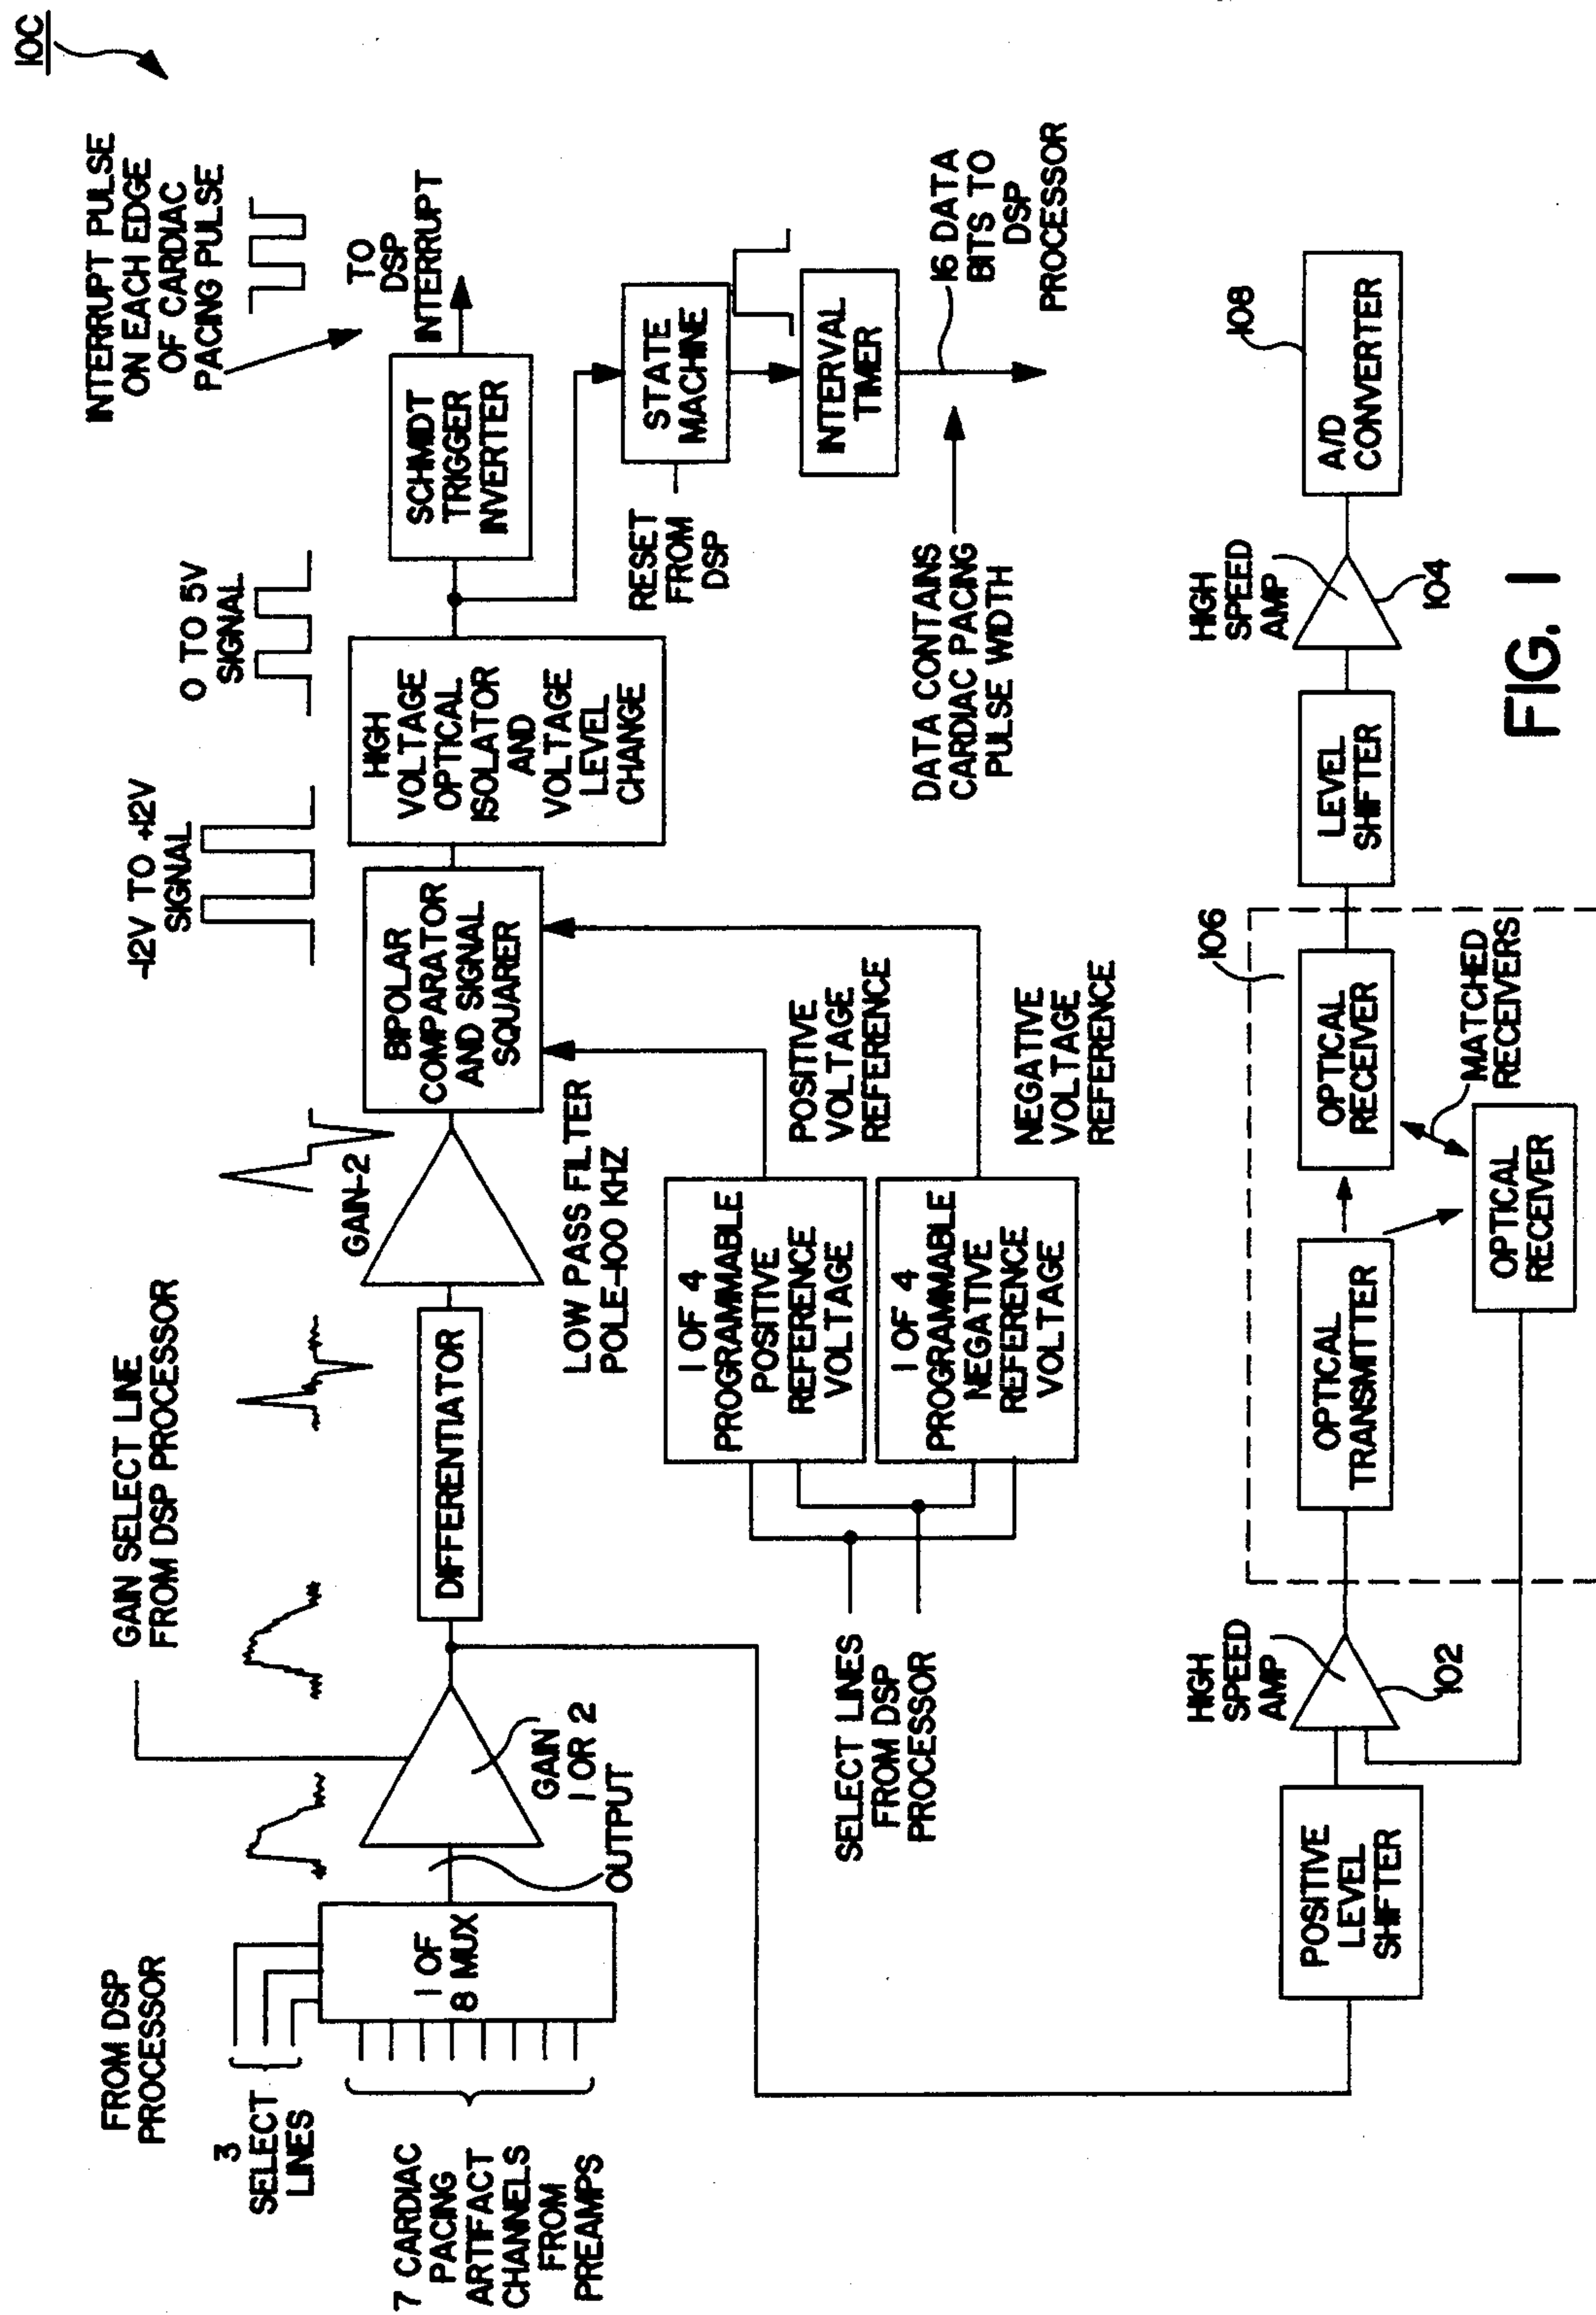 10C
INTERRUPT PULSE
ON EACH EDGE
OF CARDIAC
PACING PULSE
0 TO 5V
SIGNAL
-12V TO +12V
SIGNAL
GAIN SELECT LINE
FROM DSP PROCESSOR
FROM DSP
PROCESSOR
3
SELECT
LINES
7 CARDIAC
PACING
ARTIFACT
CHANNELS
FROM
PREAMPS
1 OF
8 MUX
OUTPUT
GAIN
1 OR 2
DIFFERENTIATOR
GAIN-2
LOW PASS FILTER
POLE-100 KHZ
BIPOLAR
COMPARATOR
AND SIGNAL
SQUARER
HIGH
VOLTAGE
OPTICAL
ISOLATOR
AND
VOLTAGE
LEVEL
CHANGE
SCHMIDT
TRIGGER
INVERTER
TO
DSP
INTERRUPT
RESET
FROM
DSP
STATE
MACHINE
INTERVAL
TIMER
16 DATA
BITS TO
DSP
PROCESSOR
DATA CONTAINS
CARDIAC PACING
PULSE WIDTH
SELECT LINES
FROM DSP
PROCESSOR
1 OF 4
PROGRAMMABLE
POSITIVE
REFERENCE
VOLTAGE
POSITIVE
VOLTAGE
REFERENCE
1 OF 4
PROGRAMMABLE
NEGATIVE
REFERENCE
VOLTAGE
NEGATIVE
VOLTAGE
REFERENCE
POSITIVE
LEVEL
SHIFTER
HIGH
SPEED
AMP
102
OPTICAL
TRANSMITTER
OPTICAL
RECEIVER
106
OPTICAL
RECEIVER
MATCHED
RECEIVERS
LEVEL
SHIFTER
HIGH
SPEED
AMP
104
A/D
CONVERTER
108
FIG. 1